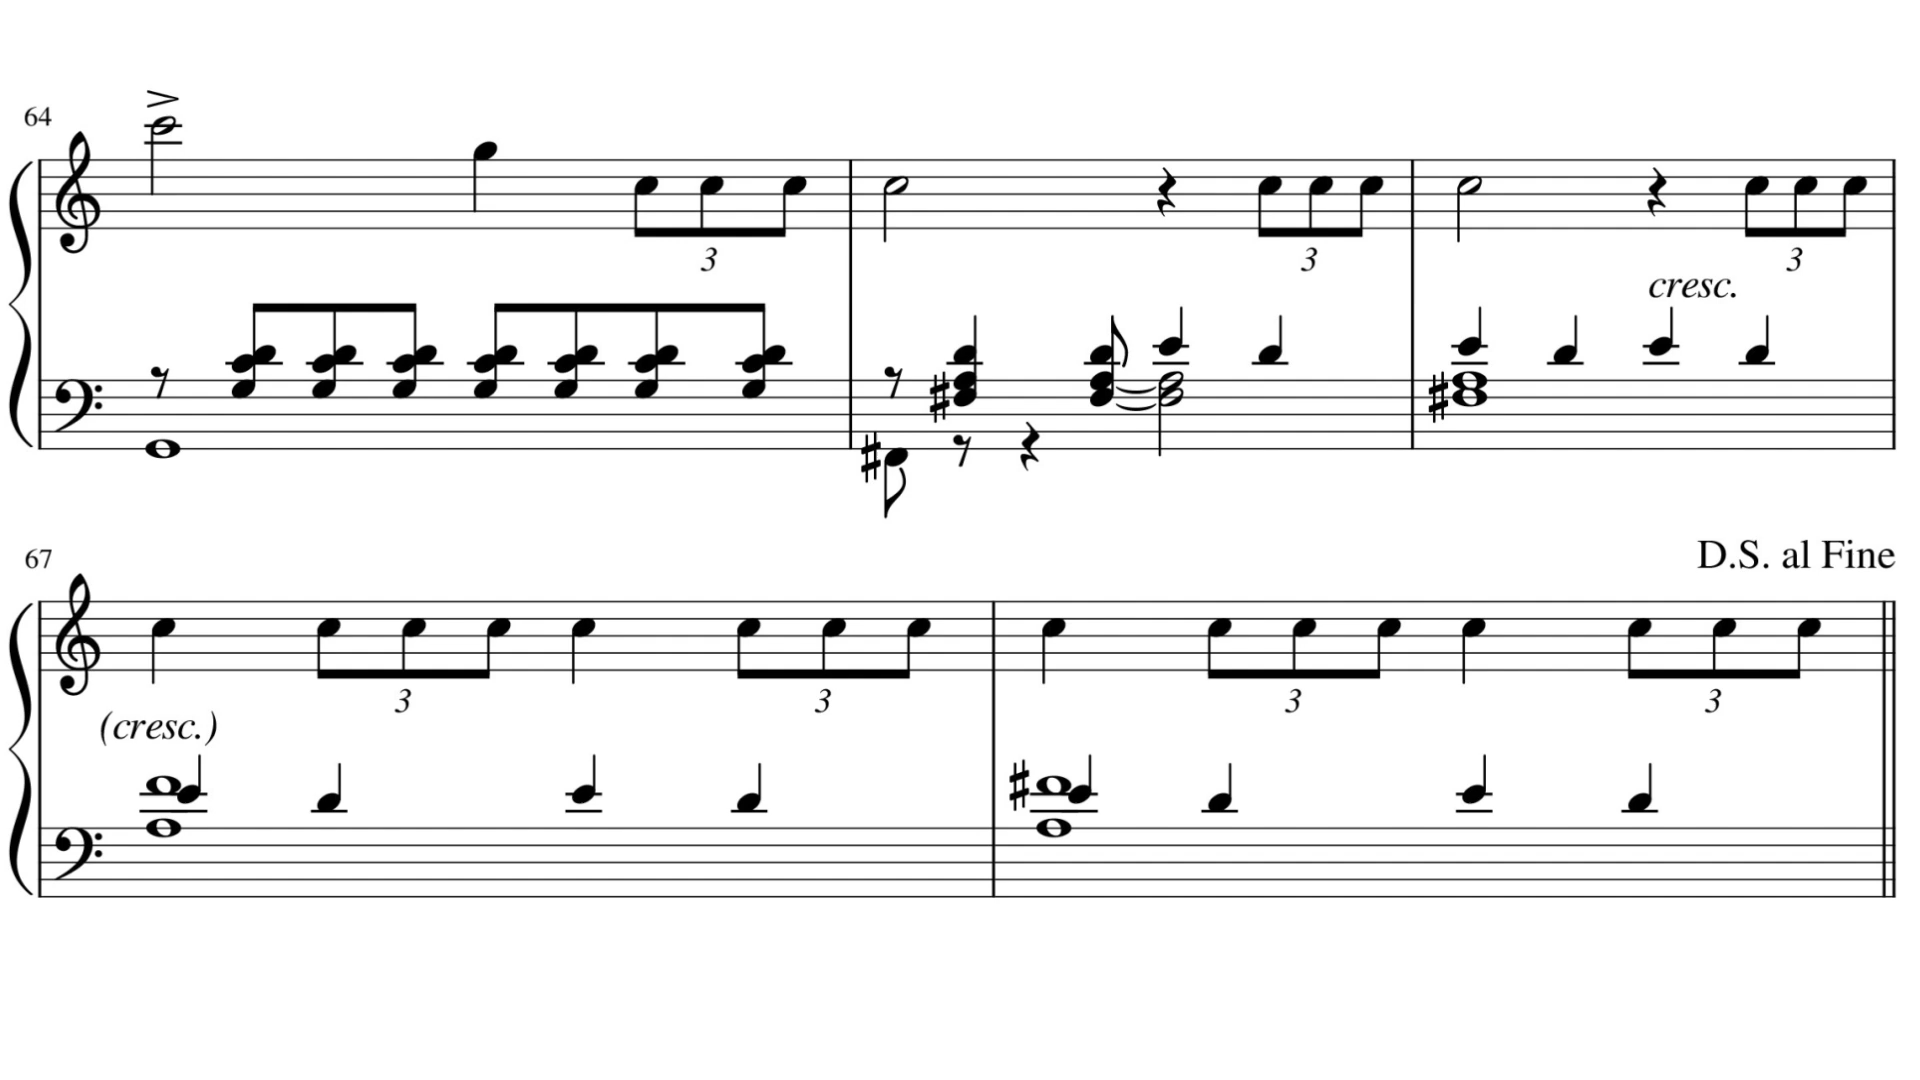 64
3 3 3
cresc.
D.S. al Fine
67
3 3 3 3
(cresc.)